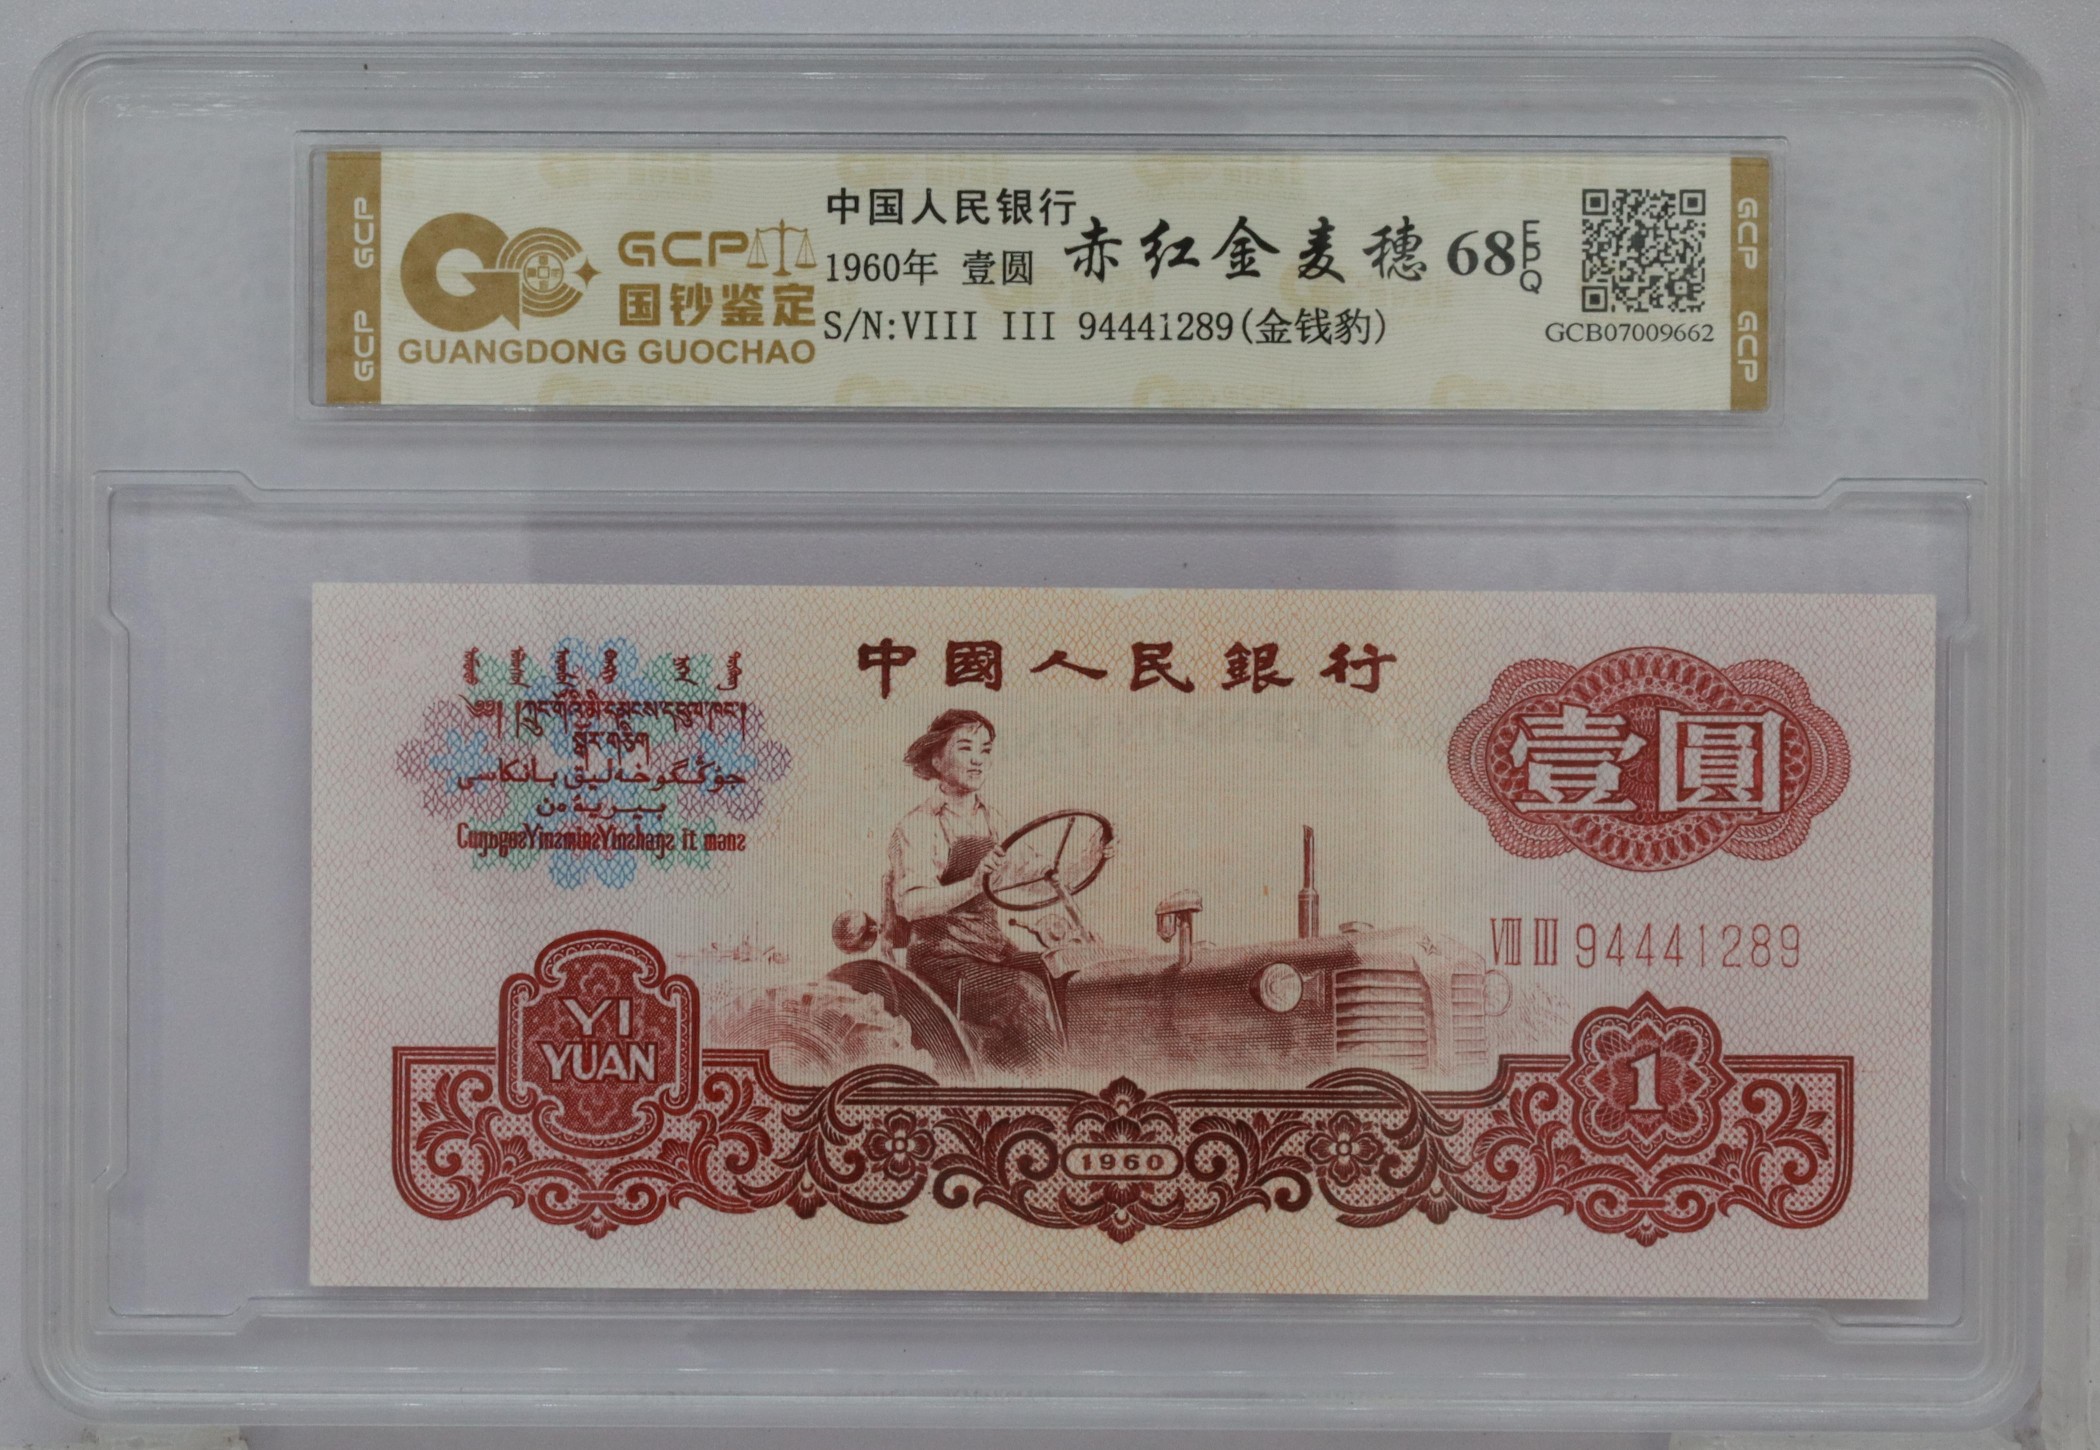 GCP
GCP
GCP
国钞鉴定
GUANGDONG GUOCHAO
中国人民银行
1960年 壹圆
赤红金麦穗 68 EPQ
S/N:VIII III 94441289(金钱豹)
GCB07009662
GCP
GCP
中國人民銀行
壹圓
VIII III 94441289
YI
YUAN
1960
1